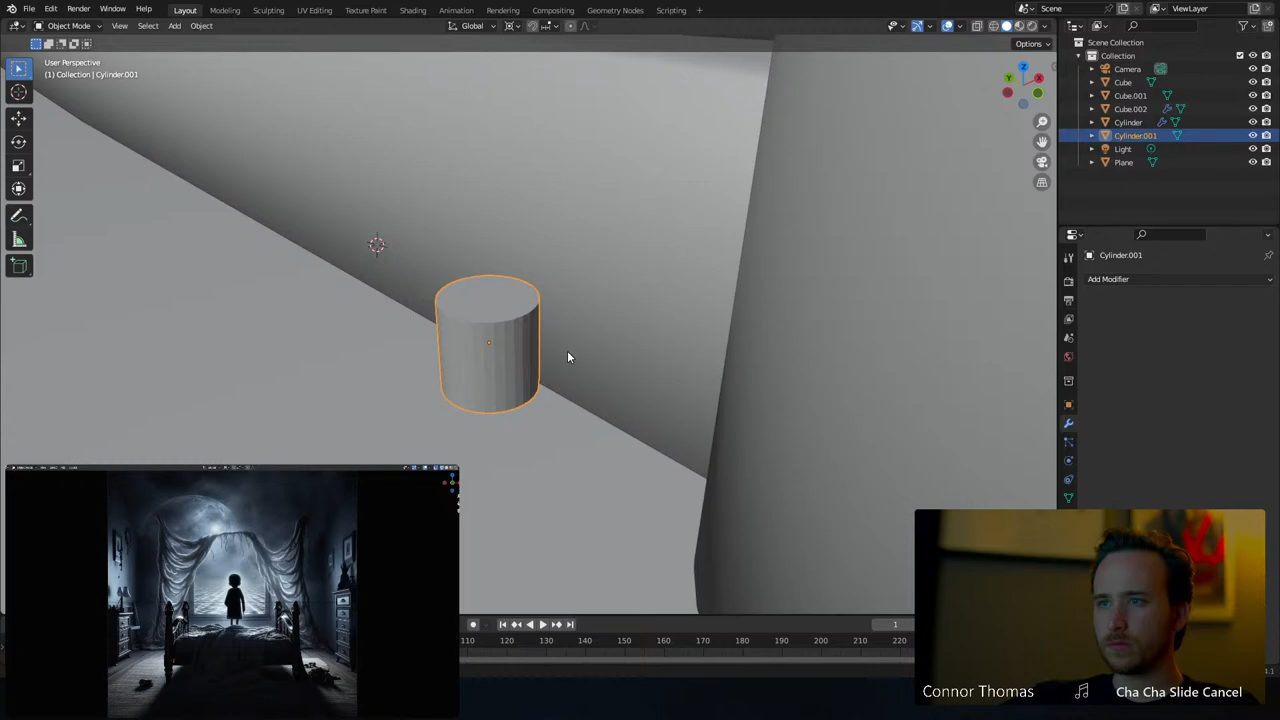 File Edit Render Window Help Layout Modeling Sculpting UV Editing Texture Paint Shading Animation Rendering Compositing Geometry Nodes Scripting Scene ViewLayer
Object Mode View Select Add Object Global
Options
User Perspective
(1) Collection | Cylinder.001
Z
Y
X
Scene Collection
Collection
Camera
Cube
Cube.001
Cube.002
Cylinder
Cylinder.001
Light
Plane
Cylinder.001
Add Modifier
1
110 120 130 140 150 160 170 180 190 200 210 220
Connor Thomas Cha Cha Slide Cancel